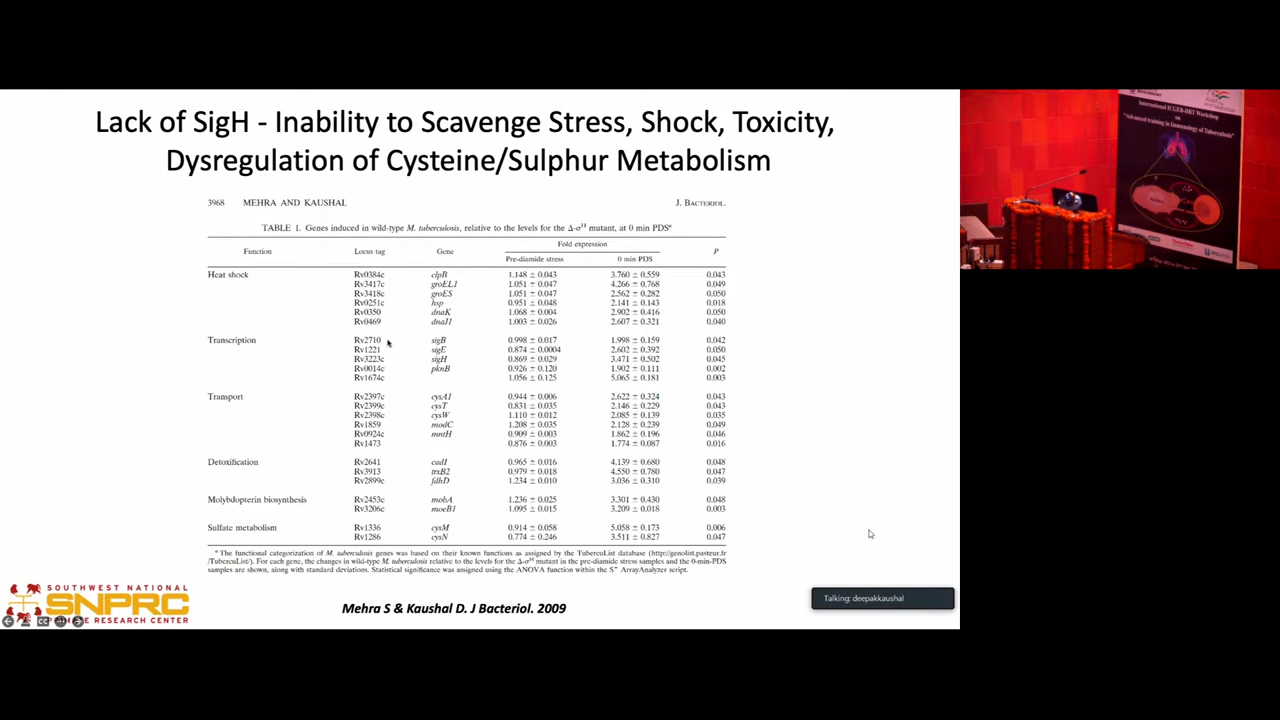 Lack of SigH - Inability to Scavenge Stress, Shock, Toxicity,
Dysregulation of Cysteine/Sulphur Metabolism
3968 MEHRA AND KAUSHAL J. BACTERIOL.
TABLE 1. Genes induced in wild-type M. tuberculosis, relative to the levels for the Δ-σH mutant, at 0 min PDSa
Function Locus tag Gene Fold expression P
Pre-diamide stress 0 min PDS
Heat shock Rv0384c clpB 1.148 ± 0.043 3.760 ± 0.559 0.043
Rv3417c groEL1 1.051 ± 0.047 4.266 ± 0.768 0.049
Rv3418c groES 1.051 ± 0.047 2.562 ± 0.282 0.050
Rv0251c hsp 0.951 ± 0.048 2.141 ± 0.143 0.018
Rv0350 dnaK 1.068 ± 0.004 2.902 ± 0.416 0.050
Rv0469 dnaJ1 1.003 ± 0.026 2.607 ± 0.321 0.040
Transcription Rv2710 sigB 0.998 ± 0.017 1.998 ± 0.159 0.042
Rv1221 sigE 0.874 ± 0.0004 2.602 ± 0.392 0.050
Rv3223c sigH 0.869 ± 0.029 3.471 ± 0.502 0.045
Rv0014c pknB 0.926 ± 0.120 1.902 ± 0.111 0.002
Rv1674c 1.056 ± 0.125 5.065 ± 0.181 0.003
Transport Rv2397c cysA1 0.944 ± 0.006 2.622 ± 0.324 0.043
Rv2399c cysT 0.831 ± 0.035 2.146 ± 0.229 0.043
Rv2398c cysW 1.110 ± 0.012 2.085 ± 0.139 0.035
Rv1859 modC 1.208 ± 0.035 2.128 ± 0.239 0.049
Rv0924c mntH 0.909 ± 0.003 1.862 ± 0.196 0.046
Rv1473 0.876 ± 0.003 1.774 ± 0.087 0.016
Detoxification Rv2641 cadI 0.965 ± 0.016 4.139 ± 0.680 0.048
Rv3913 trxB2 0.979 ± 0.018 4.550 ± 0.780 0.047
Rv2899c fdhD 1.234 ± 0.010 3.036 ± 0.310 0.039
Molybdopterin biosynthesis Rv2453c mobA 1.236 ± 0.025 3.301 ± 0.430 0.048
Rv3206c moeB1 1.095 ± 0.015 3.209 ± 0.018 0.003
Sulfate metabolism Rv1336 cysM 0.914 ± 0.058 5.058 ± 0.173 0.006
Rv1286 cysN 0.774 ± 0.246 3.511 ± 0.827 0.047
a The functional categorization of M. tuberculosis genes was based on their known functions as assigned by the TubercuList database (http://genolist.pasteur.fr
/TubercuList/). For each gene, the changes in wild-type M. tuberculosis relative to the levels for the Δ-σH mutant in the pre-diamide stress samples and the 0-min-PDS
samples are shown, along with standard deviations. Statistical significance was assigned using the ANOVA function within the S+ ArrayAnalyzer script.
SOUTHWEST NATIONAL
SNPRC
RESEARCH CENTER
Mehra S & Kaushal D. J Bacteriol. 2009
Talking: deepakkaushal
International ICGEB-DBT Workshop
on
"Advanced training in Immunology of Tuberculosis"